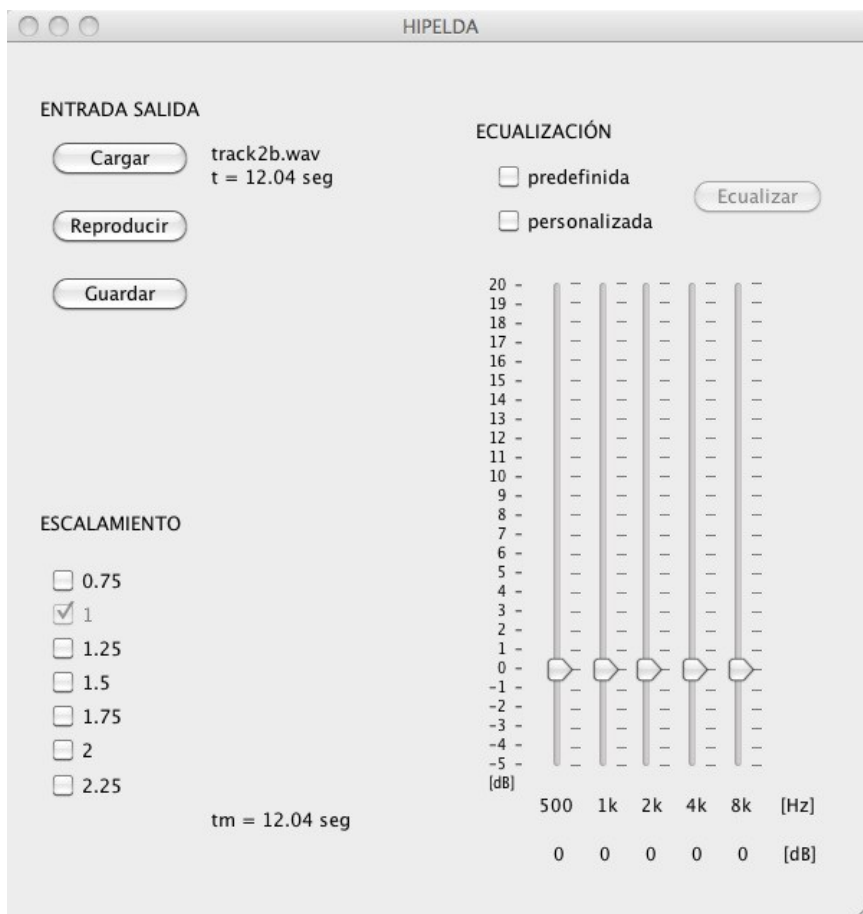 HIPELDA
ENTRADA SALIDA
Cargar
track2b.wav
t = 12.04 seg
Reproducir
Guardar
ESCALAMIENTO
0.75
1
1.25
1.5
1.75
2
2.25
tm = 12.04 seg
ECUALIZACIÓN
predefinida
personalizada
Ecualizar
20
19
18
17
16
15
14
13
12
11
10
9
8
7
6
5
4
3
2
1
0
-1
-2
-3
-4
-5
[dB]
500 1k 2k 4k 8k [Hz]
0 0 0 0 0 [dB]